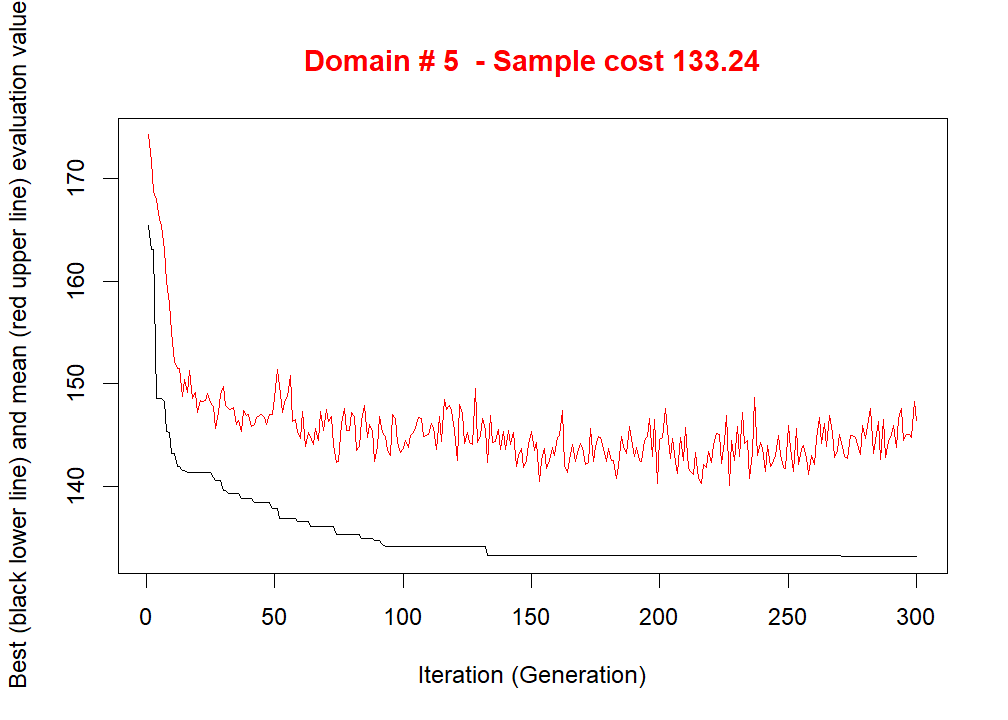 Domain # 5  - Sample cost 133.24
Best (black lower line) and mean (red upper line) evaluation value
170
160
150
140
0 50 100 150 200 250 300
Iteration (Generation)